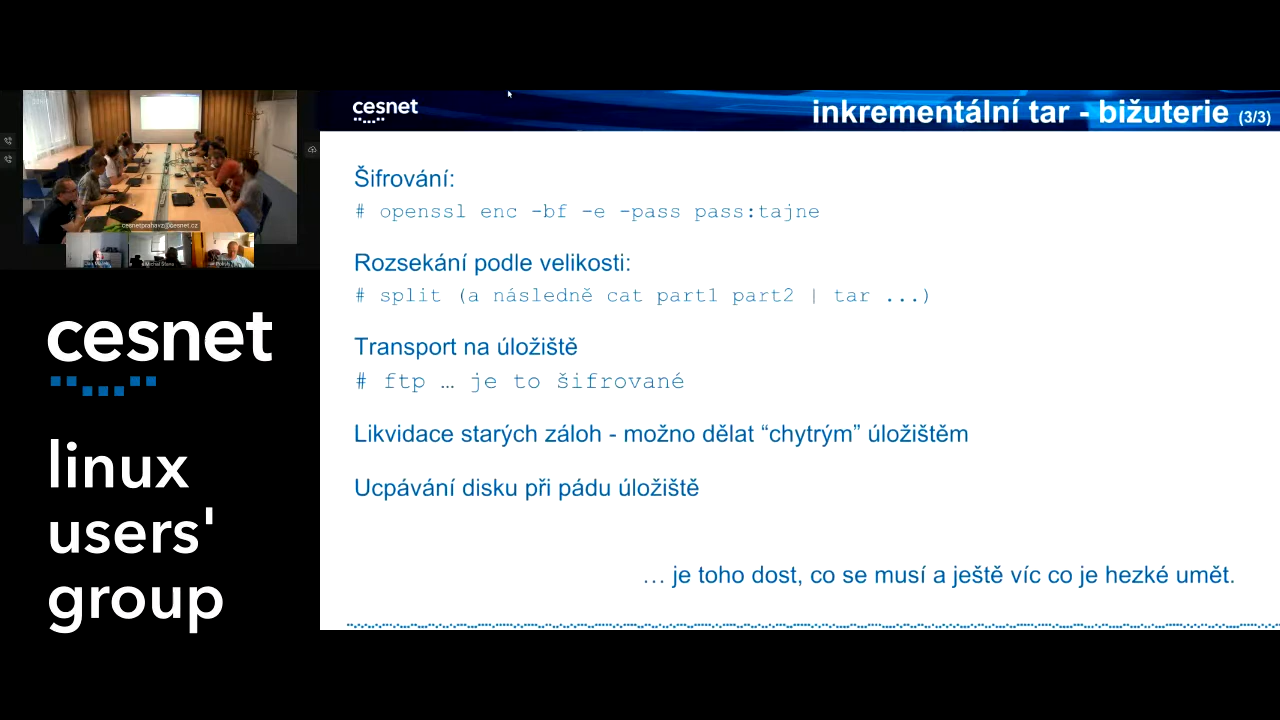 cesnet
inkrementální tar - bižuterie (3/3)
Šifrování:
# openssl enc -bf -e -pass pass:tajne
Rozsekání podle velikosti:
# split (a následně cat part1 part2 | tar ...)
Transport na úložiště
# ftp … je to šifrované
Likvidace starých záloh - možno dělat “chytrým” úložištěm
Ucpávání disku při pádu úložiště
… je toho dost, co se musí a ještě víc co je hezké umět.
cesnetprahavz@cesnet.cz
cesnet
linux
users'
group